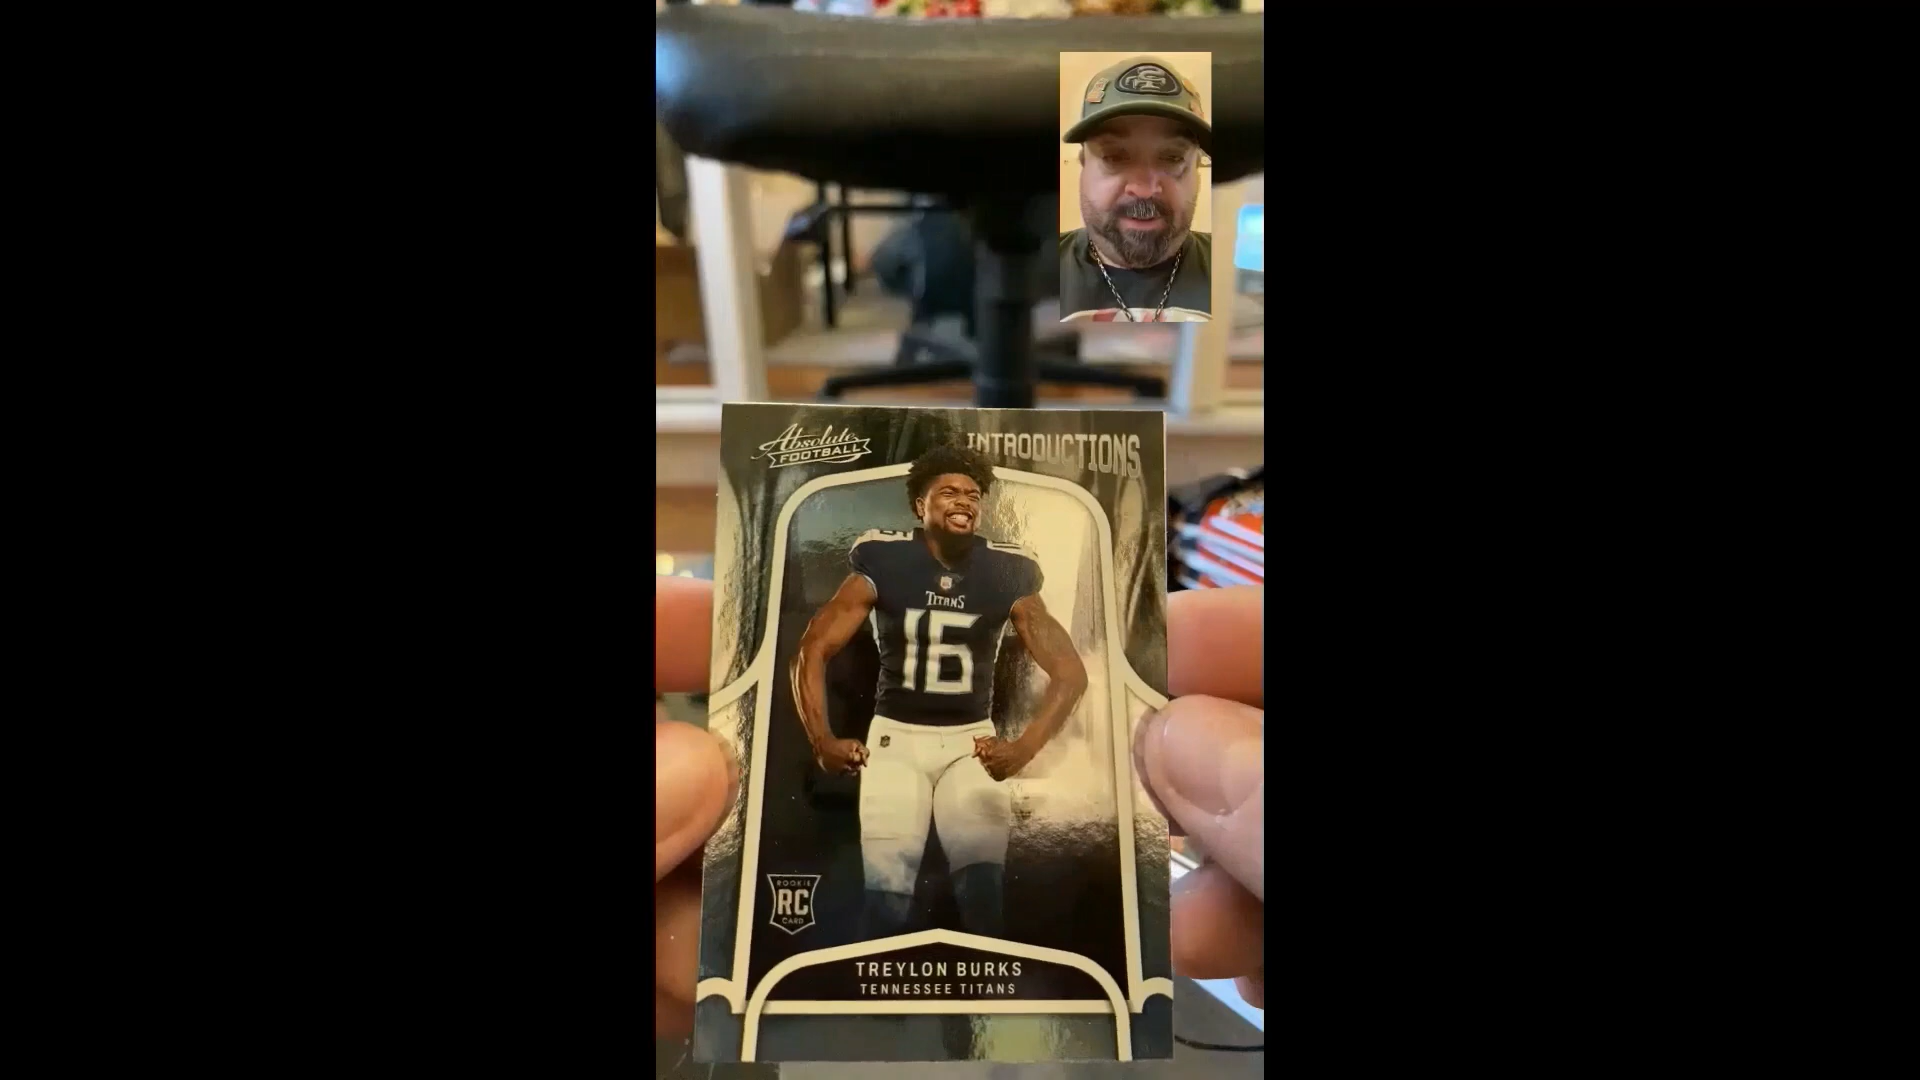 Absolute
FOOTBALL
INTRODUCTIONS
TITANS
16
ROOKIE
RC
CARD
TREYLON BURKS
TENNESSEE TITANS